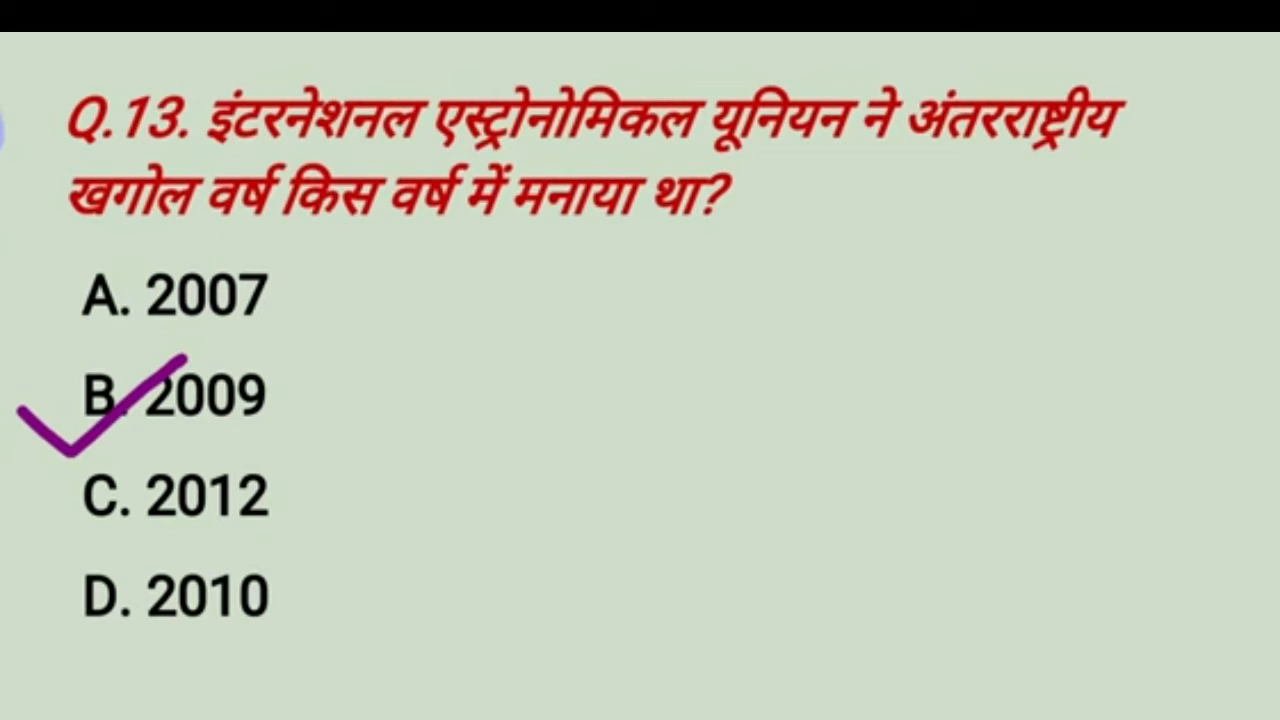 Q.13. इंटरनेशनल एस्ट्रोनोमिकल यूनियन ने अंतरराष्ट्रीय
खगोल वर्ष किस वर्ष में मनाया था?
A. 2007
B. 2009
C. 2012
D. 2010